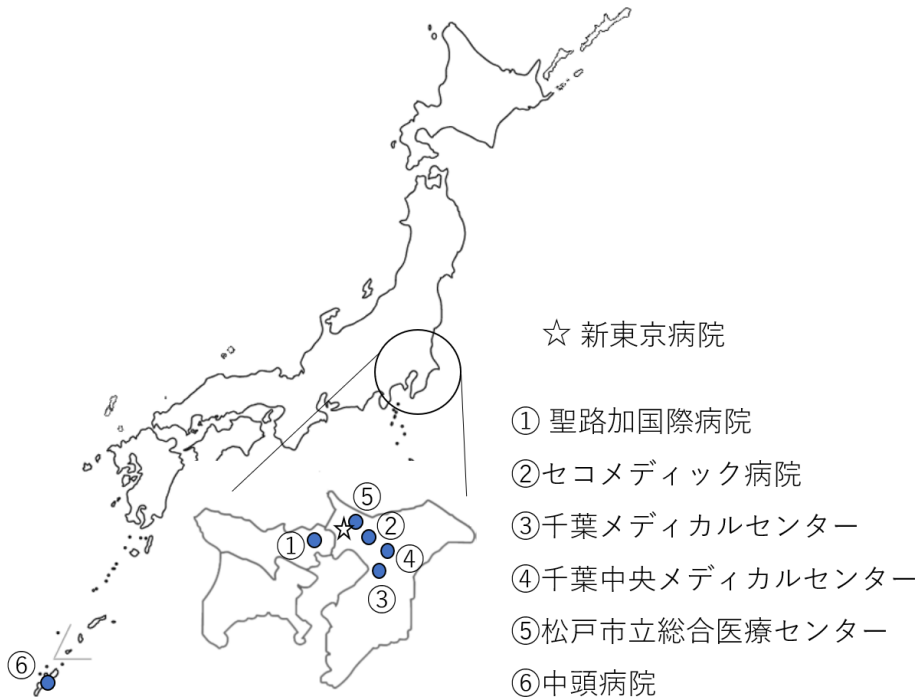 ☆ 新東京病院
① 聖路加国際病院
②セコメディック病院
③千葉メディカルセンター
④千葉中央メディカルセンター
⑤松戸市立総合医療センター
⑥中頭病院
⑤
②
①
④
③
⑥